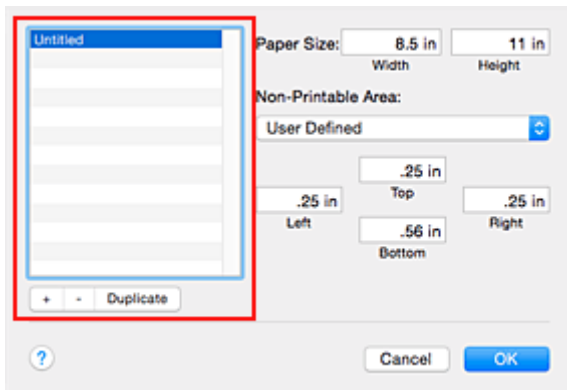 Untitled
Paper Size: 8.5 in 11 in
Width Height
Non-Printable Area:
User Defined
.25 in
Top
.25 in .25 in
Left Right
.56 in
Bottom
+ - Duplicate
? Cancel OK